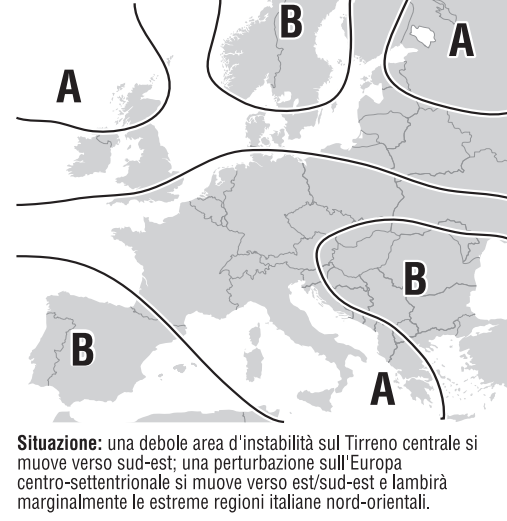 B
A
A
B
B
A
Situazione: una debole area d'instabilità sul Tirreno centrale si
muove verso sud-est; una perturbazione sull'Europa
centro-settentrionale si muove verso est/sud-est e lambirà
marginalmente le estreme regioni italiane nord-orientali.